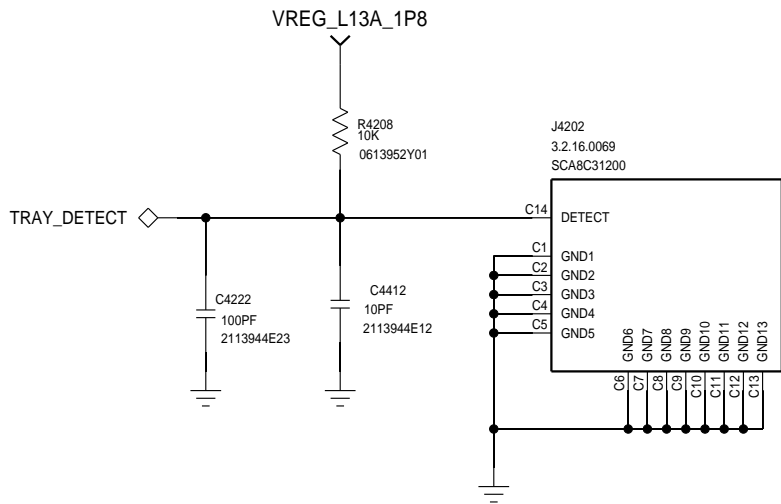 VREG_L13A_1P8
R4208
10K
0613952Y01
J4202
3.2.16.0069
SCA8C31200
TRAY_DETECT
C14
DETECT
C1
GND1
C2
GND2
C3
GND3
C4
GND4
C5
GND5
C4222
100PF
2113944E23
C4412
10PF
2113944E12
GND6
GND7
GND8
GND9
GND10
GND11
GND12
GND13
C6
C7
C8
C9
C10
C11
C12
C13